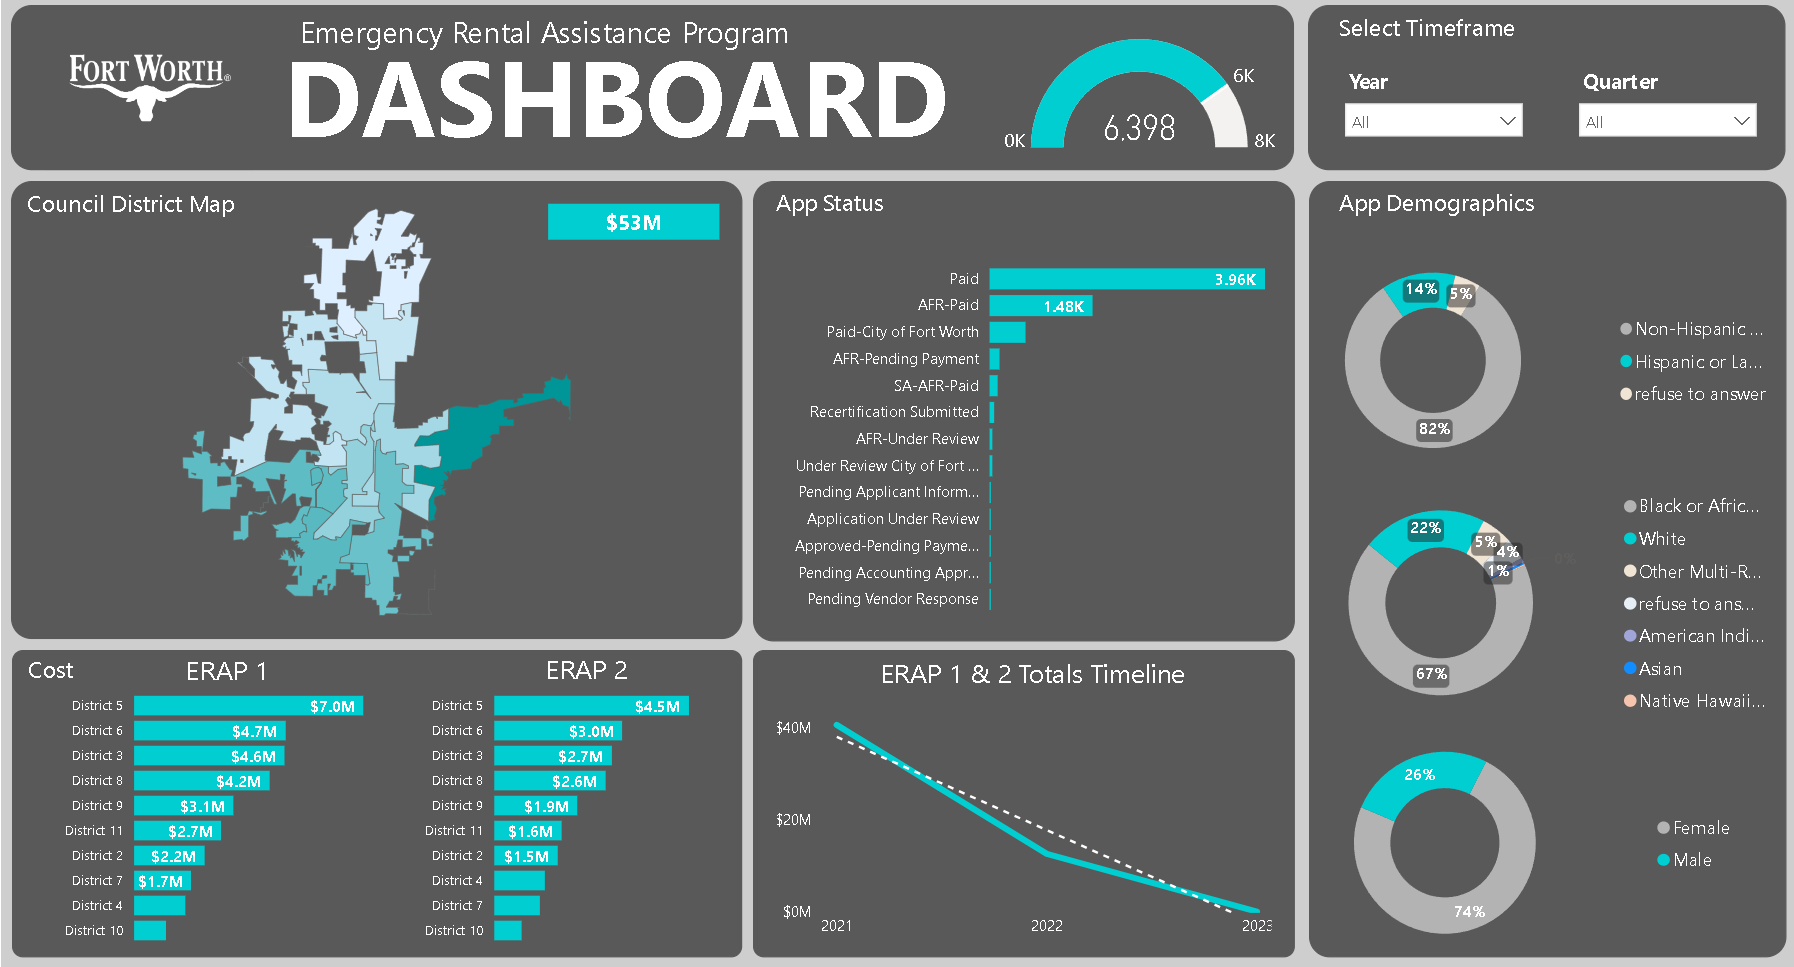 FORT WORTH®
Emergency Rental Assistance Program
DASHBOARD
6,398
0K
6K
8K
Select Timeframe
Year
Quarter
All
All
Council District Map
$53M
App Status
Paid
3.96K
AFR-Paid
1.48K
Paid-City of Fort Worth
AFR-Pending Payment
SA-AFR-Paid
Recertification Submitted
AFR-Under Review
Under Review City of Fort ...
Pending Applicant Inform...
Application Under Review
Approved-Pending Payme...
Pending Accounting Appr...
Pending Vendor Response
App Demographics
14%
5%
82%
Non-Hispanic ...
Hispanic or La...
refuse to answer
22%
5%
4%
1%
0%
67%
Black or Afric...
White
Other Multi-R...
refuse to ans...
American Indi...
Asian
Native Hawaii...
26%
74%
Female
Male
Cost
ERAP 1
District 5 $7.0M
District 6 $4.7M
District 3 $4.6M
District 8 $4.2M
District 9 $3.1M
District 11 $2.7M
District 2 $2.2M
District 7 $1.7M
District 4
District 10
ERAP 2
District 5 $4.5M
District 6 $3.0M
District 3 $2.7M
District 8 $2.6M
District 9 $1.9M
District 11 $1.6M
District 2 $1.5M
District 4
District 7
District 10
ERAP 1 & 2 Totals Timeline
$40M
$20M
$0M
2021
2022
2023